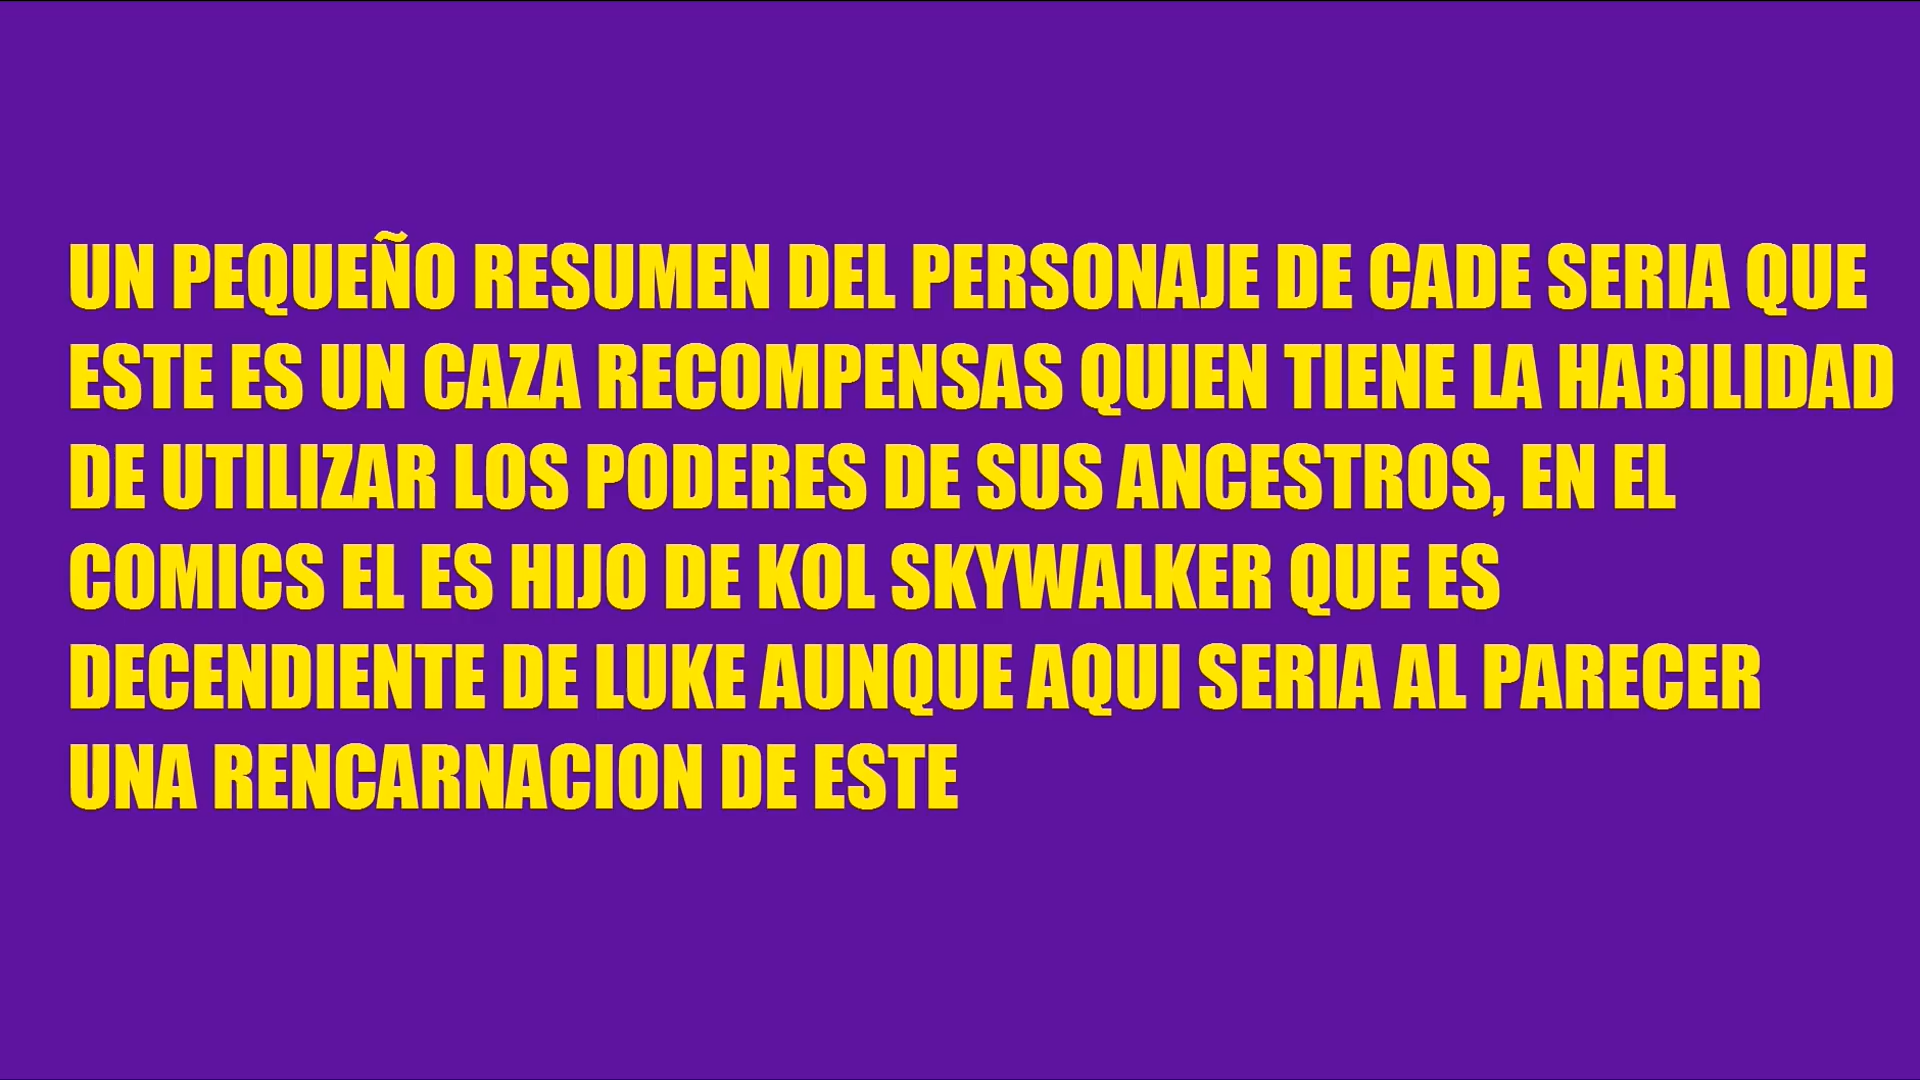 UN PEQUEÑO RESUMEN DEL PERSONAJE DE CADE SERIA QUE
ESTE ES UN CAZA RECOMPENSAS QUIEN TIENE LA HABILIDAD
DE UTILIZAR LOS PODERES DE SUS ANCESTROS, EN EL
COMICS EL ES HIJO DE KOL SKYWALKER QUE ES
DECENDIENTE DE LUKE AUNQUE AQUI SERIA AL PARECER
UNA RENCARNACION DE ESTE